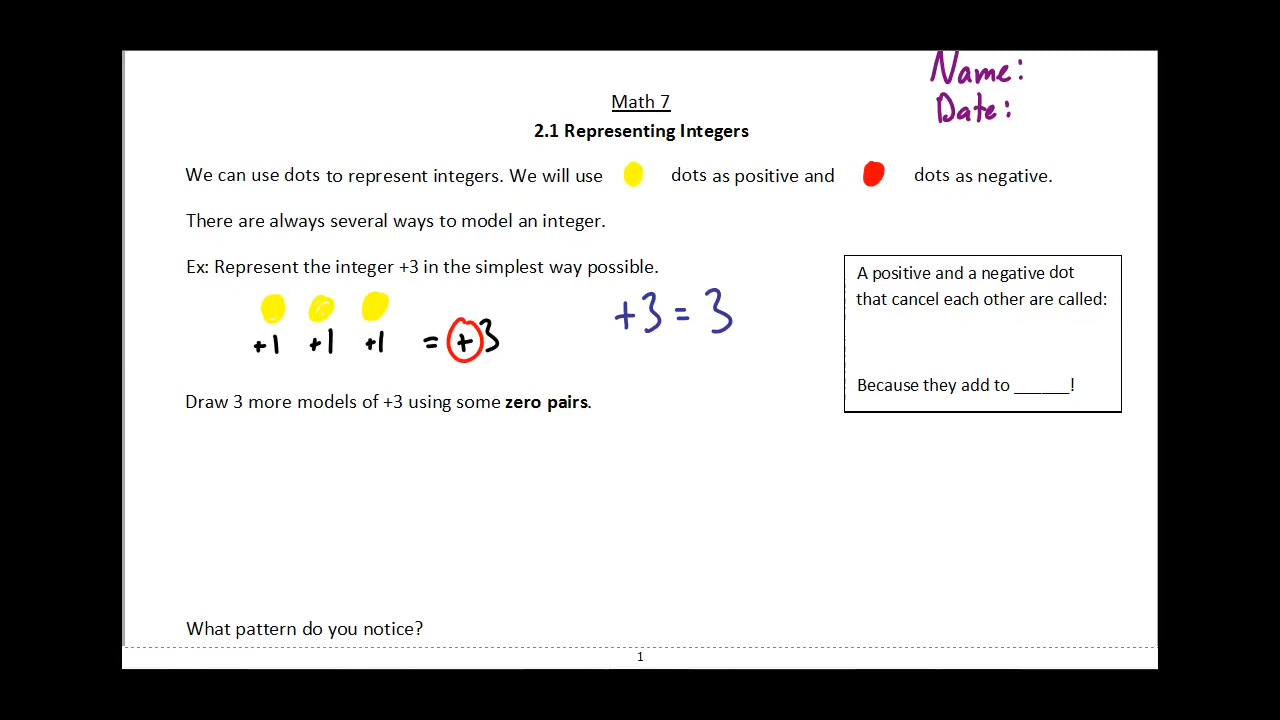 Name:
Date:
Math 7
2.1 Representing Integers
We can use dots to represent integers. We will use dots as positive and dots as negative.
There are always several ways to model an integer.
Ex: Represent the integer +3 in the simplest way possible.
+3 = 3
+1 +1 +1 = +3
A positive and a negative dot
that cancel each other are called:
Because they add to ______!
Draw 3 more models of +3 using some zero pairs.
What pattern do you notice?
1